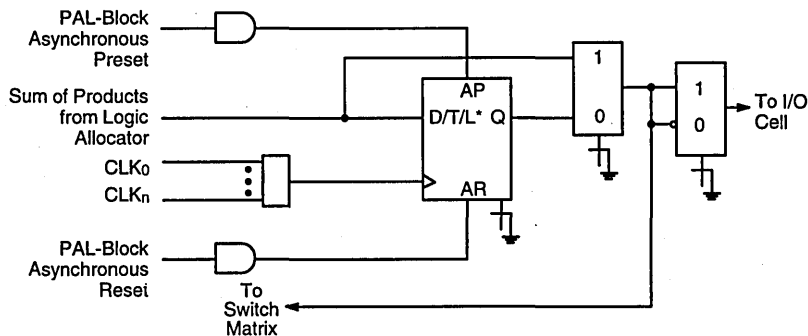 PAL-Block
Asynchronous
Preset
Sum of Products
from Logic
Allocator
CLK0
CLKn
PAL-Block
Asynchronous
Reset
To
Switch
Matrix
AP
D/T/L* Q
AR
1
0
1
0
To I/O
Cell